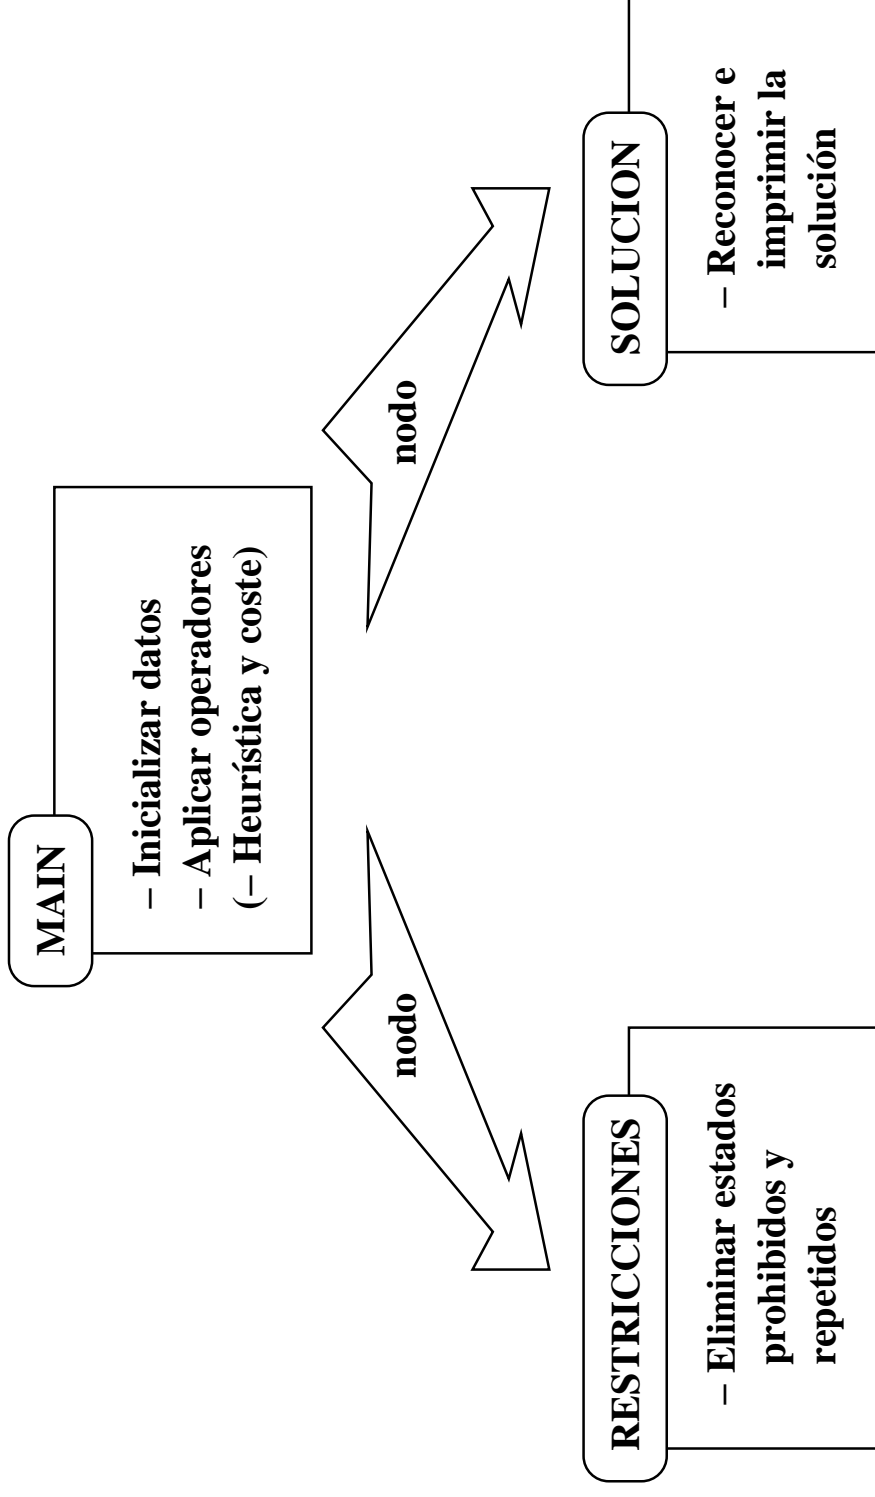 MAIN
– Inicializar datos
– Aplicar operadores
(– Heurística y coste)
nodo
nodo
RESTRICCIONES
– Eliminar estados
prohibidos y
repetidos
SOLUCION
– Reconocer e
imprimir la
solución